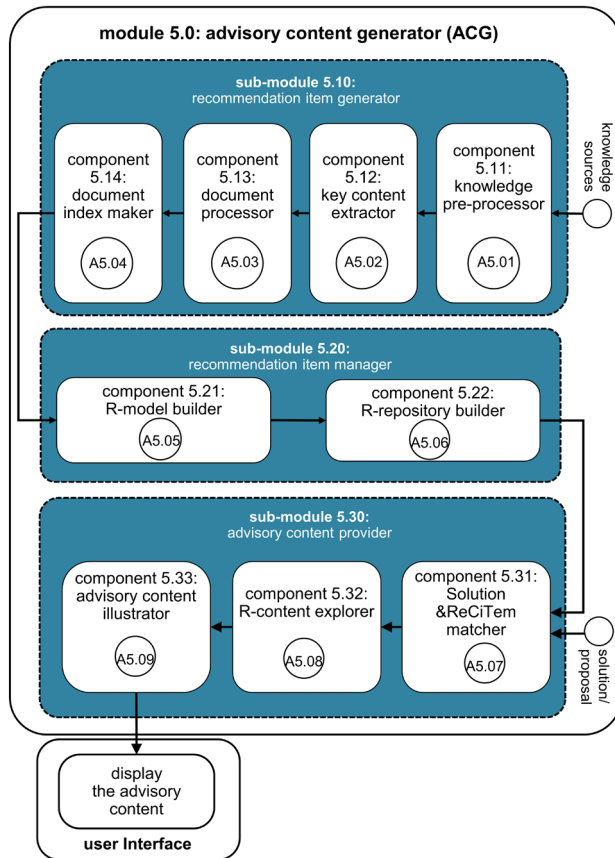 module 5.0: advisory content generator (ACG)
sub-module 5.10:
recommendation item generator
component
5.14:
document
index maker
A5.04
component
5.13:
document
processor
A5.03
component
5.12:
key content
extractor
A5.02
component
5.11:
knowledge
pre-processor
A5.01
knowledge
sources
sub-module 5.20:
recommendation item manager
component 5.21:
R-model builder
A5.05
component 5.22:
R-repository builder
A5.06
sub-module 5.30:
advisory content provider
component 5.33:
advisory content
illustrator
A5.09
component 5.32:
R-content explorer
A5.08
component 5.31:
Solution
&ReCiTem
matcher
A5.07
solution/
proposal
display
the advisory
content
user Interface